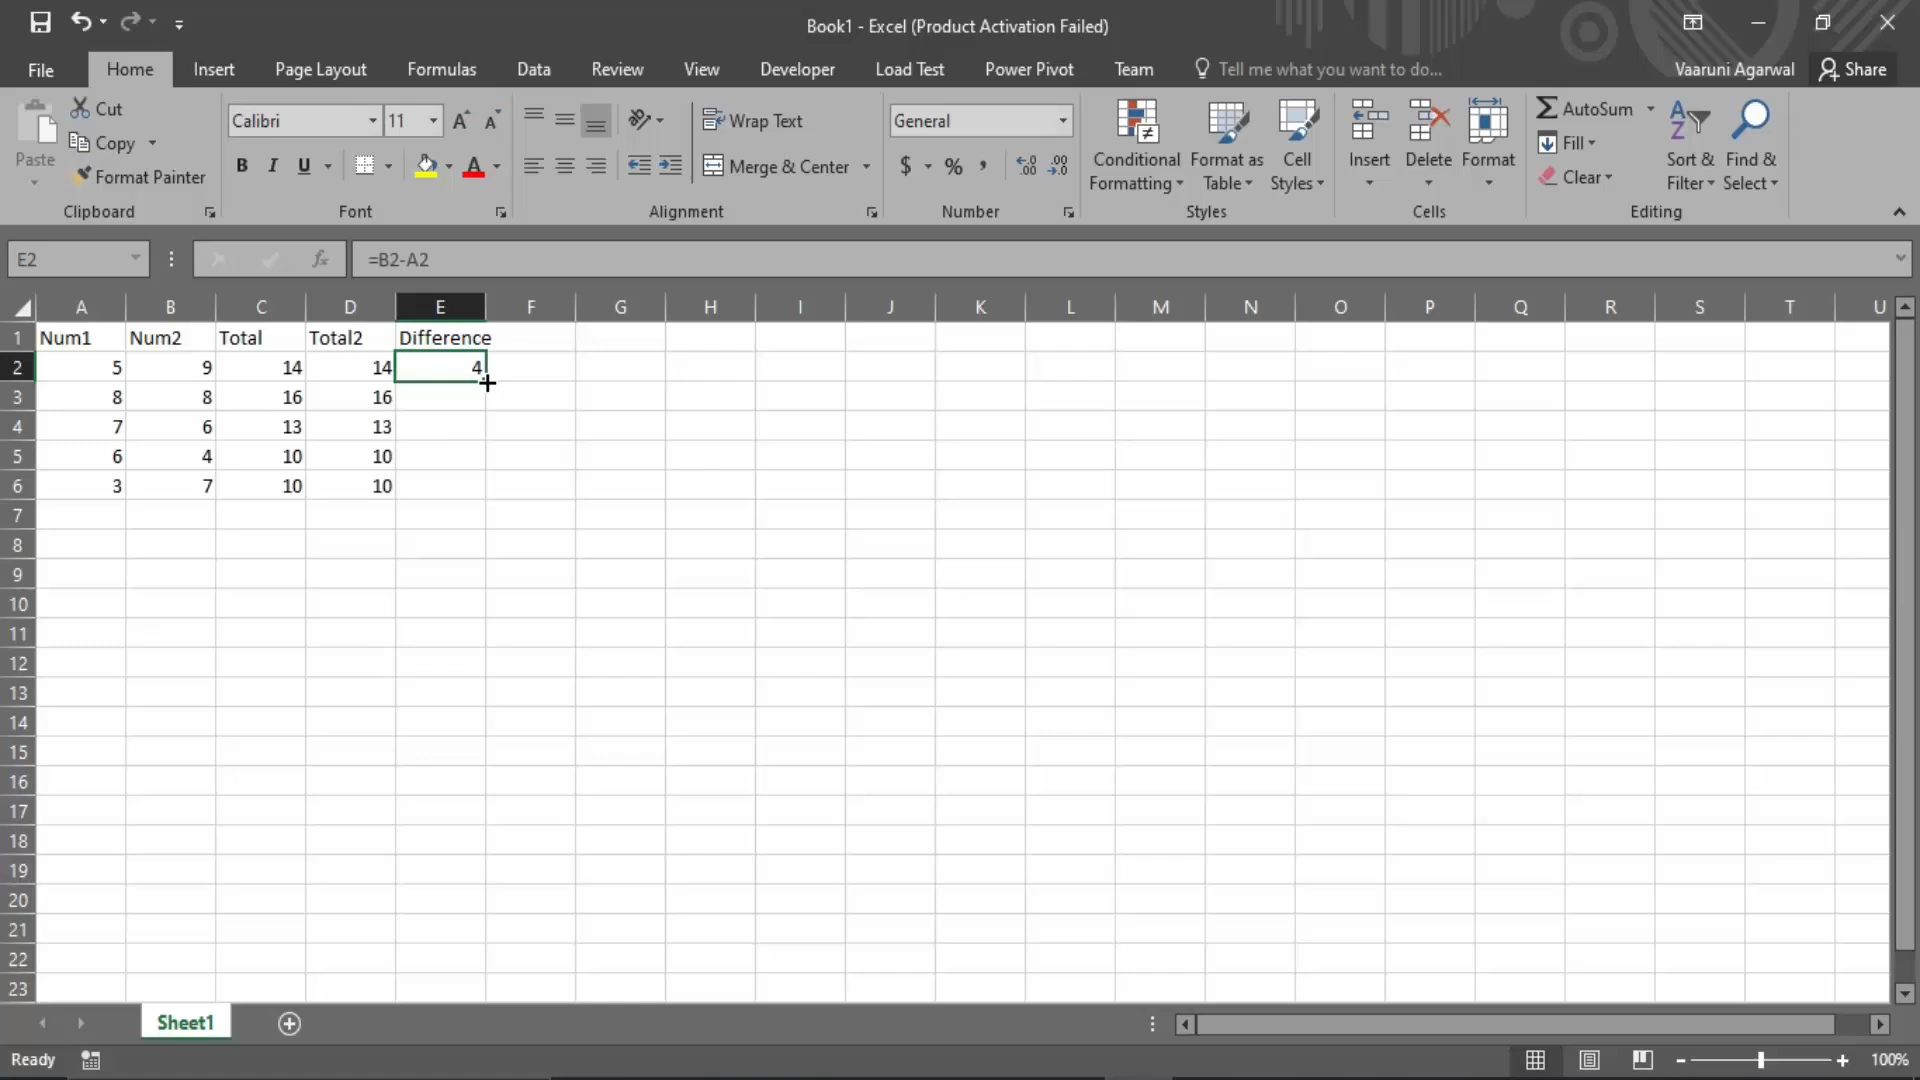 Book1 - Excel (Product Activation Failed)
File Home Insert Page Layout Formulas Data Review View Developer Load Test Power Pivot Team Tell me what you want to do... Vaaruni Agarwal Share
Paste
Cut
Copy
Format Painter
Clipboard
Calibri 11
B I U A
Font
Wrap Text
Merge & Center
Alignment
General
$ % ,
Number
Conditional Formatting
Format as Table
Cell Styles
Styles
Insert Delete Format
Cells
AutoSum
Fill
Clear
Sort & Filter
Find & Select
Editing
E2 fx =B2-A2
A B C D E F G H I J K L M N O P Q R S T U
1 Num1 Num2 Total Total2 Difference
2 5 9 14 14 4
3 8 8 16 16
4 7 6 13 13
5 6 4 10 10
6 3 7 10 10
7
8
9
10
11
12
13
14
15
16
17
18
19
20
21
22
23
Sheet1
Ready 100%